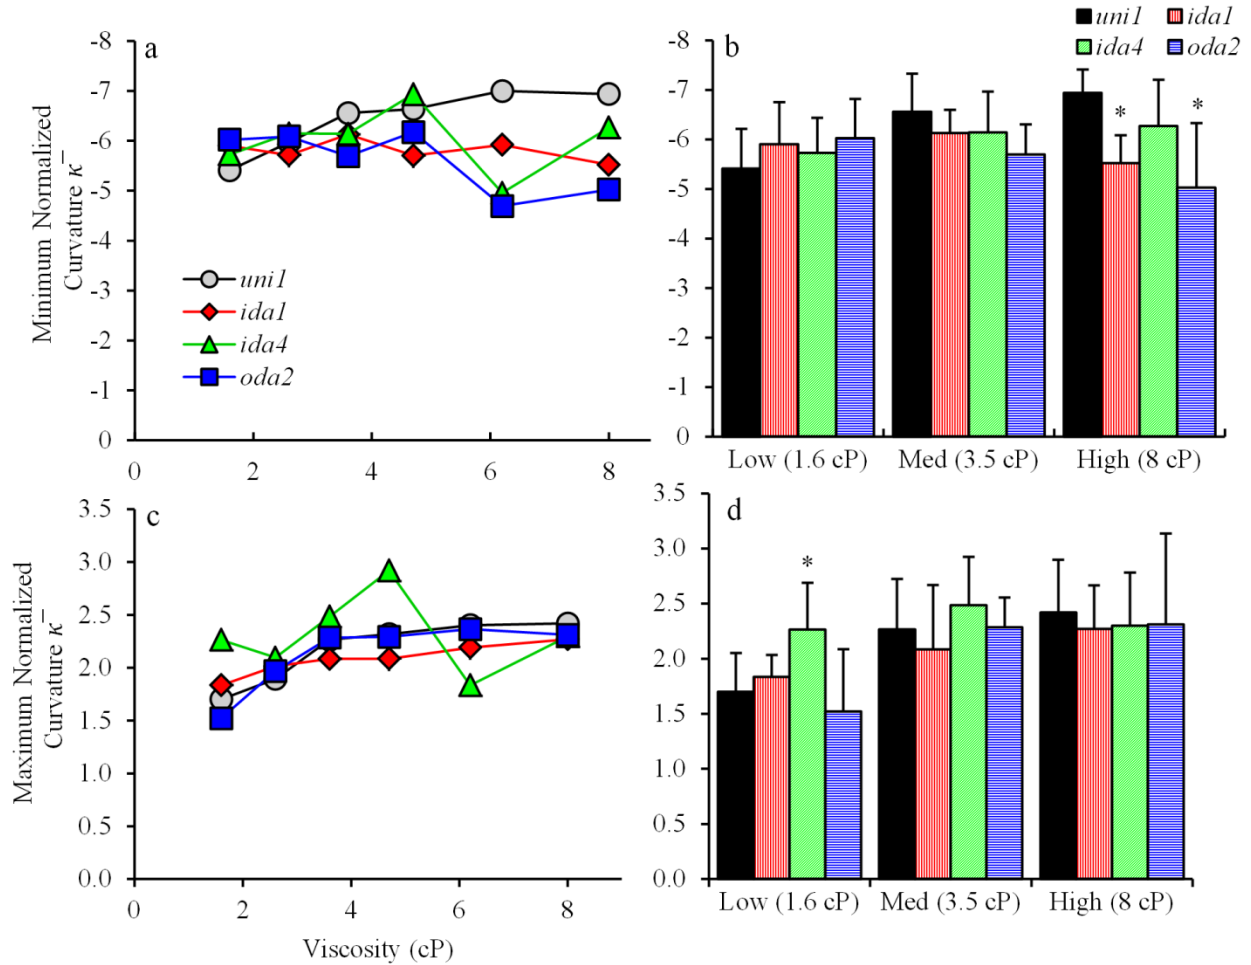 uni1 ida1
ida4 oda2
a
-8
-7
-6
-5
-4
-3
-2
-1
0
0 2 4 6 8
Minimum Normalized
Curvature κ̅
uni1
ida1
ida4
oda2
b
-8
-7
-6
-5
-4
-3
-2
-1
0
* *
Low (1.6 cP) Med (3.5 cP) High (8 cP)
c
3.5
3.0
2.5
2.0
1.5
1.0
0.5
0.0
0 2 4 6 8
Maximum Normalized
Curvature κ̅
Viscosity (cP)
d
3.5
3.0
2.5
2.0
1.5
1.0
0.5
0.0
*
Low (1.6 cP) Med (3.5 cP) High (8 cP)